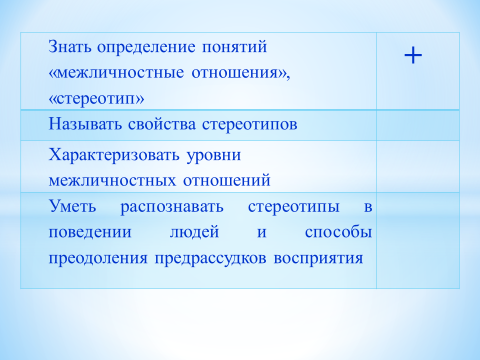 Знать определение понятий +
«межличностные отношения»,
«стереотип»
Называть свойства стереотипов
Характеризовать уровни
межличностных отношений
Уметь распознавать стереотипы в
поведении людей и способы
преодоления предрассудков восприятия